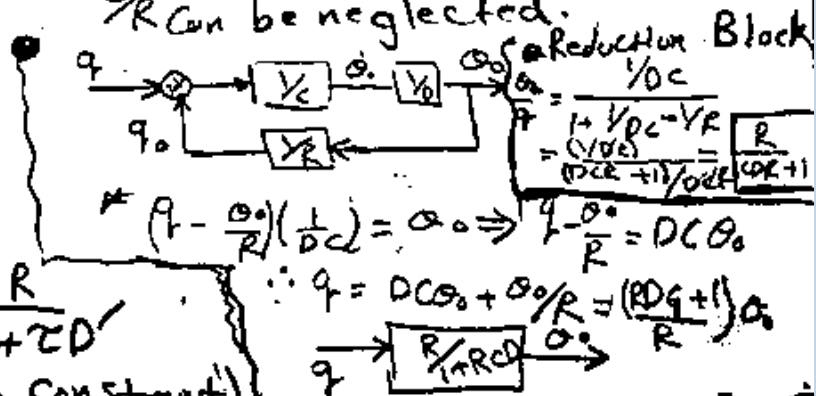 1/R Can be neglected.
Reduction Block
q 1/C θ̇₀ 1/D θ₀
q₀ 1/R
θ₀/q = (1/DC)/(1 + 1/DC · 1/R)
= (1/DC)/((DCR+1)/DCR) = R/(CDR+1)
* (q - θ₀/R)(1/DC) = θ₀ ⇒ q - θ₀/R = DCθ₀
∴ q = DCθ₀ + θ₀/R = ((RDC+1)/R)θ₀
R
+τD
q R/1+RCD θ₀